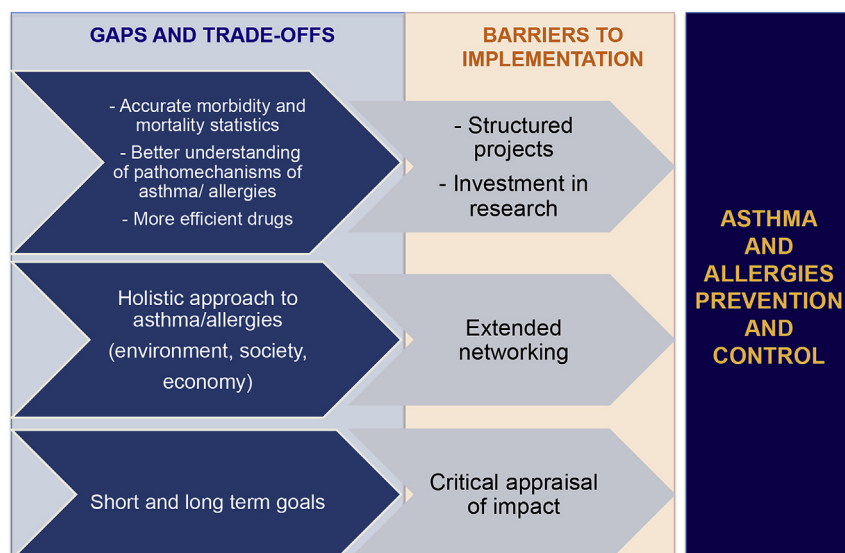 GAPS AND TRADE-OFFS
BARRIERS TO
IMPLEMENTATION
- Accurate morbidity and
mortality statistics
- Better understanding
of pathomechanisms of
asthma/ allergies
- More efficient drugs
- Structured
projects
- Investment in
research
Holistic approach to
asthma/allergies
(environment, society,
economy)
Extended
networking
Short and long term goals
Critical appraisal
of impact
ASTHMA
AND
ALLERGIES
PREVENTION
AND
CONTROL